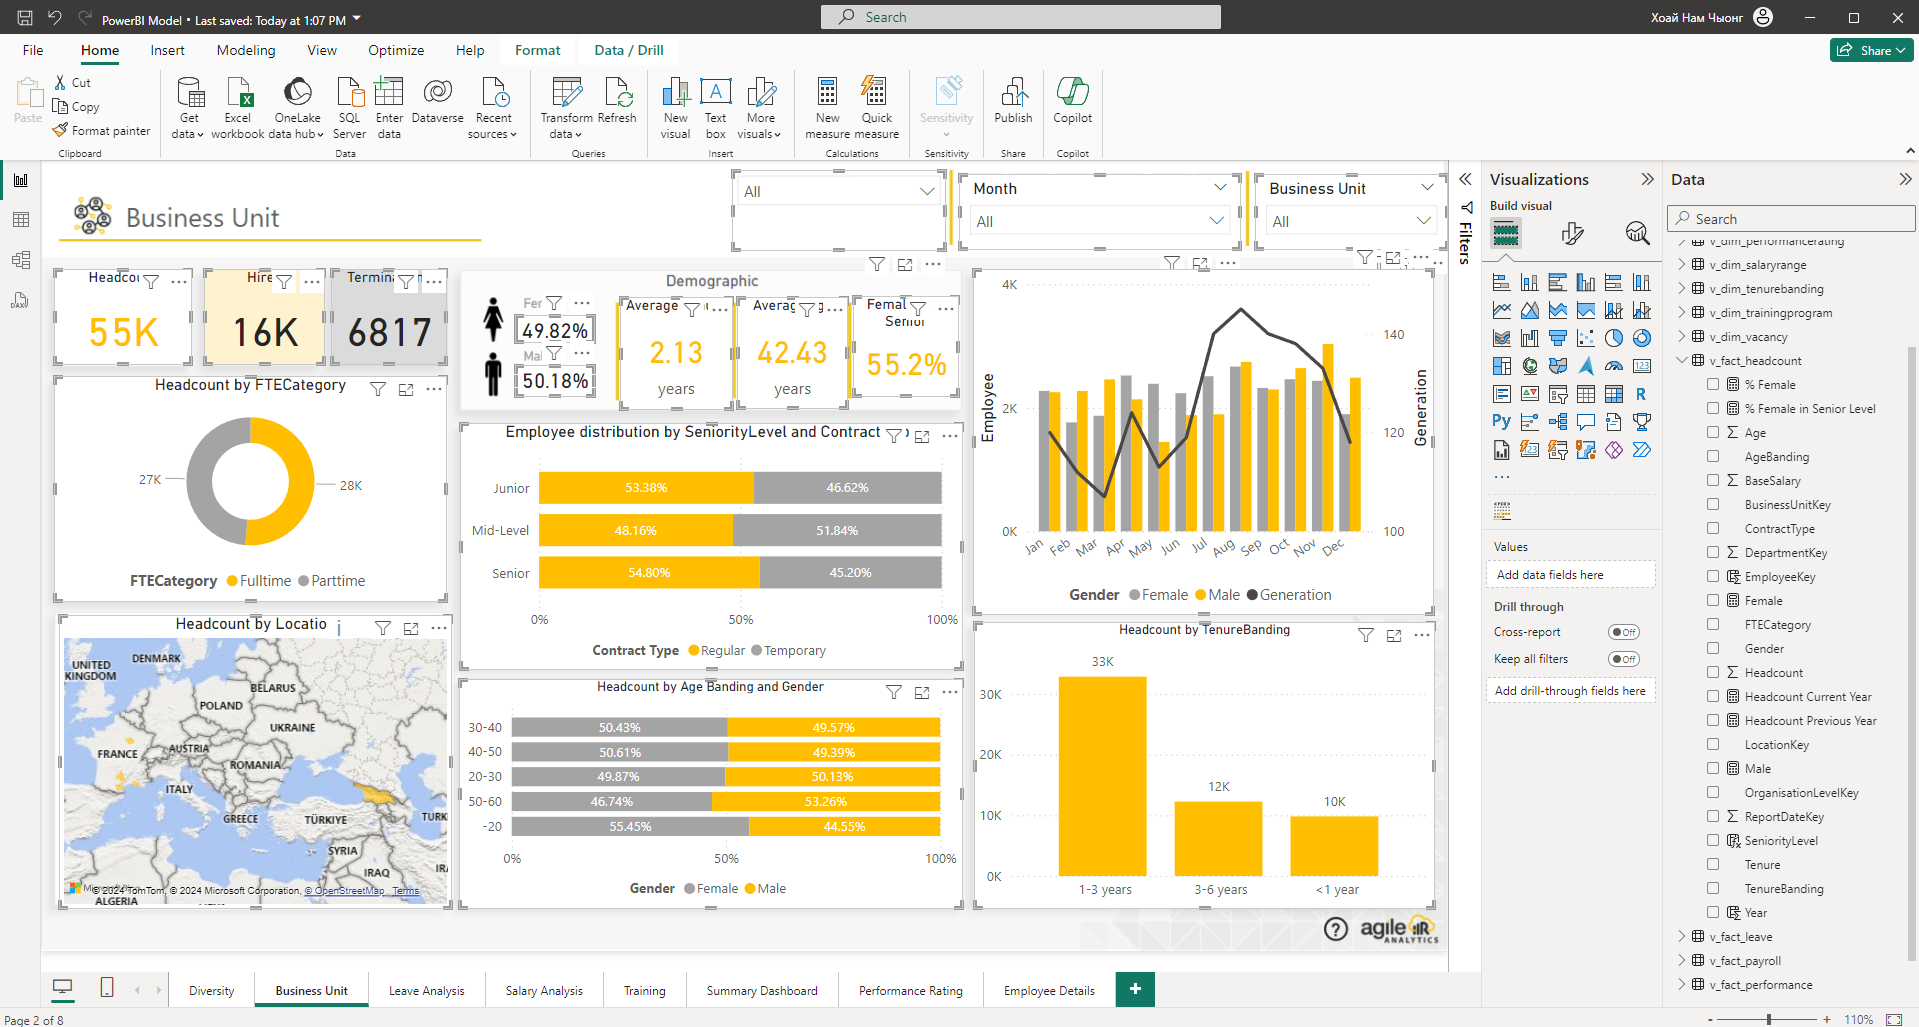 PowerBI Model • Last saved: Today at 1:07 PM
Search
Хоай Нам Чыонг
File
Home
Insert
Modeling
View
Optimize
Help
Format
Data / Drill
Share
Paste
Cut
Copy
Format painter
Clipboard
Get data
Excel workbook
OneLake data hub
SQL Server
Enter data
Dataverse
Recent sources
Data
Transform data
Refresh
Queries
New visual
Text box
More visuals
Insert
New measure
Quick measure
Calculations
Sensitivity
Sensitivity
Publish
Share
Copilot
Copilot
Business Unit
All
Month
All
Business Unit
All
Headcou
55K
Hire
16K
Termin
6817
Demographic
Fer
49.82%
Mal
50.18%
Average
2.13
years
Averag
42.43
years
Femal
Senior
55.2%
Headcount by FTECategory
27K
28K
FTECategory
Fulltime
Parttime
Headcount by Locatio
UNITED KINGDOM
DENMARK
BELARUS
POLAND
UKRAINE
FRANCE
AUSTRIA
ROMANIA
ITALY
GREECE
TÜRKIYE
TURK
SYRIA
IRAQ
IRA
ALGERIA
© 2024 TomTom, © 2024 Microsoft Corporation, © OpenStreetMap Terms
Employee distribution by SeniorityLevel and Contract
Junior
53.38%
46.62%
Mid-Level
48.16%
51.84%
Senior
54.80%
45.20%
0%
50%
100%
Contract Type
Regular
Temporary
Headcount by Age Banding and Gender
30-40
50.43%
49.57%
40-50
50.61%
49.39%
20-30
49.87%
50.13%
50-60
46.74%
53.26%
-20
55.45%
44.55%
0%
50%
100%
Gender
Female
Male
4K
2K
0K
Employee
140
120
100
Generation
Jan
Feb
Mar
Apr
May
Jun
Jul
Aug
Sep
Oct
Nov
Dec
Gender
Female
Male
Generation
Headcount by TenureBanding
30K
20K
10K
0K
33K
12K
10K
1-3 years
3-6 years
<1 year
agile HR
ANALYTICS
Filters
Visualizations
Build visual
Values
Add data fields here
Drill through
Cross-report
Off
Keep all filters
Off
Add drill-through fields here
Data
Search
v_dim_performancerating
v_dim_salaryrange
v_dim_tenurebanding
v_dim_trainingprogram
v_dim_vacancy
v_fact_headcount
% Female
% Female in Senior Level
Age
AgeBanding
BaseSalary
BusinessUnitKey
ContractType
DepartmentKey
EmployeeKey
Female
FTECategory
Gender
Headcount
Headcount Current Year
Headcount Previous Year
LocationKey
Male
OrganisationLevelKey
ReportDateKey
SeniorityLevel
Tenure
TenureBanding
Year
v_fact_leave
v_fact_payroll
v_fact_performance
Diversity
Business Unit
Leave Analysis
Salary Analysis
Training
Summary Dashboard
Performance Rating
Employee Details
Page 2 of 8
110%